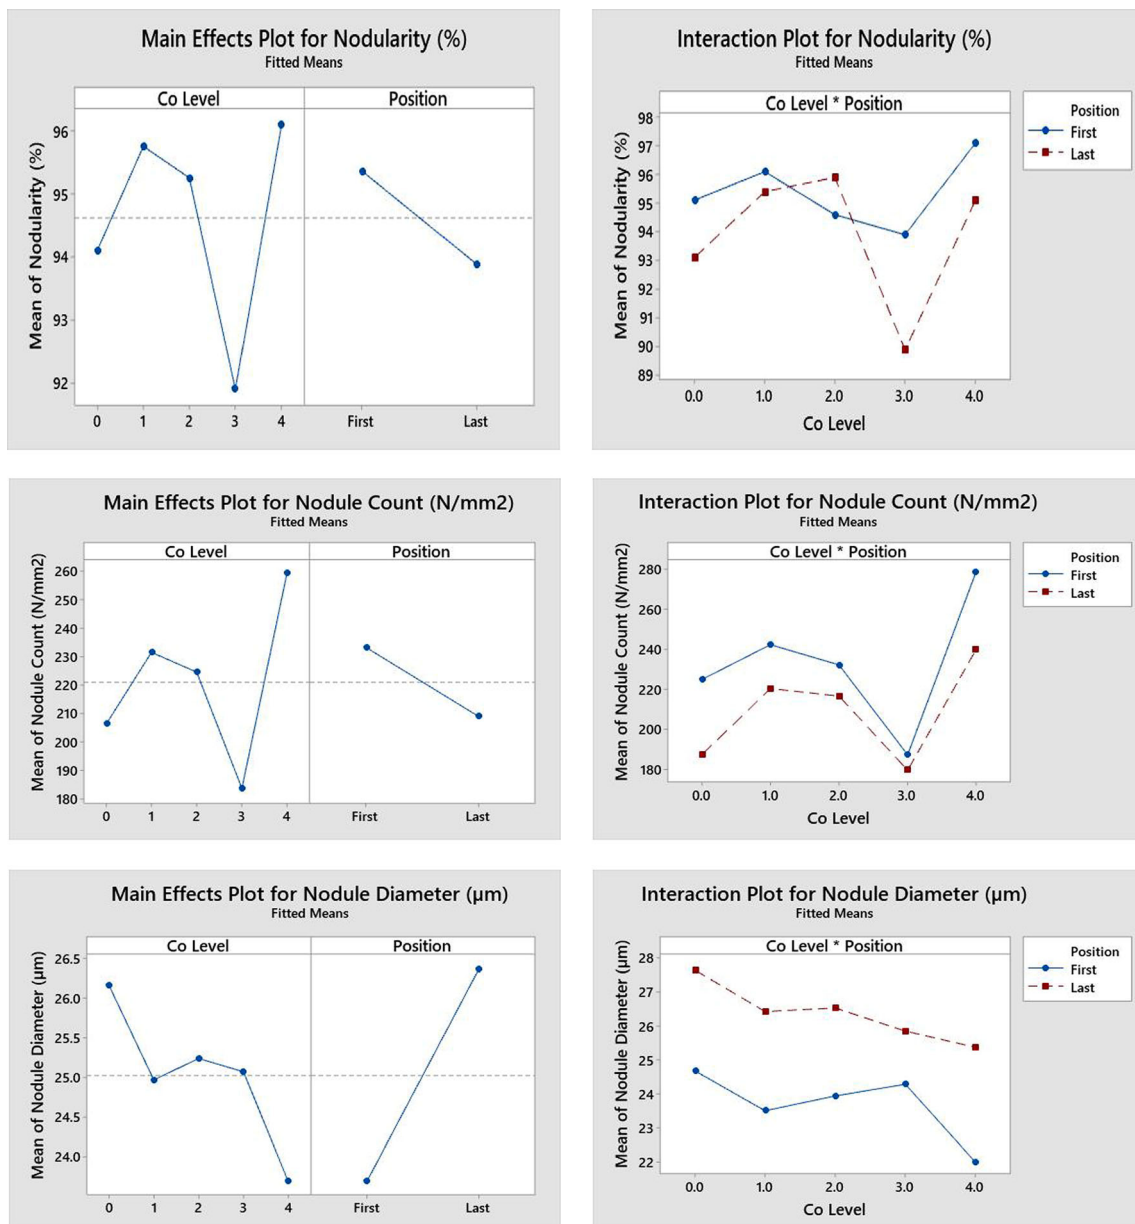 Main Effects Plot for Nodularity (%)
Fitted Means
Co Level
Position
Mean of Nodularity (%)
96
95
94
93
92
0 1 2 3 4 First Last
Interaction Plot for Nodularity (%)
Fitted Means
Co Level * Position
Mean of Nodularity (%)
98
97
96
95
94
93
92
91
90
89
0.0 1.0 2.0 3.0 4.0
Co Level
Position
First
Last
Main Effects Plot for Nodule Count (N/mm2)
Fitted Means
Co Level
Position
Mean of Nodule Count (N/mm2)
260
250
240
230
220
210
200
190
180
0 1 2 3 4 First Last
Interaction Plot for Nodule Count (N/mm2)
Fitted Means
Co Level * Position
Mean of Nodule Count (N/mm2)
280
260
240
220
200
180
0.0 1.0 2.0 3.0 4.0
Co Level
Position
First
Last
Main Effects Plot for Nodule Diameter (µm)
Fitted Means
Co Level
Position
Mean of Nodule Diameter (µm)
26.5
26.0
25.5
25.0
24.5
24.0
0 1 2 3 4 First Last
Interaction Plot for Nodule Diameter (µm)
Fitted Means
Co Level * Position
Mean of Nodule Diameter (µm)
28
27
26
25
24
23
22
0.0 1.0 2.0 3.0 4.0
Co Level
Position
First
Last